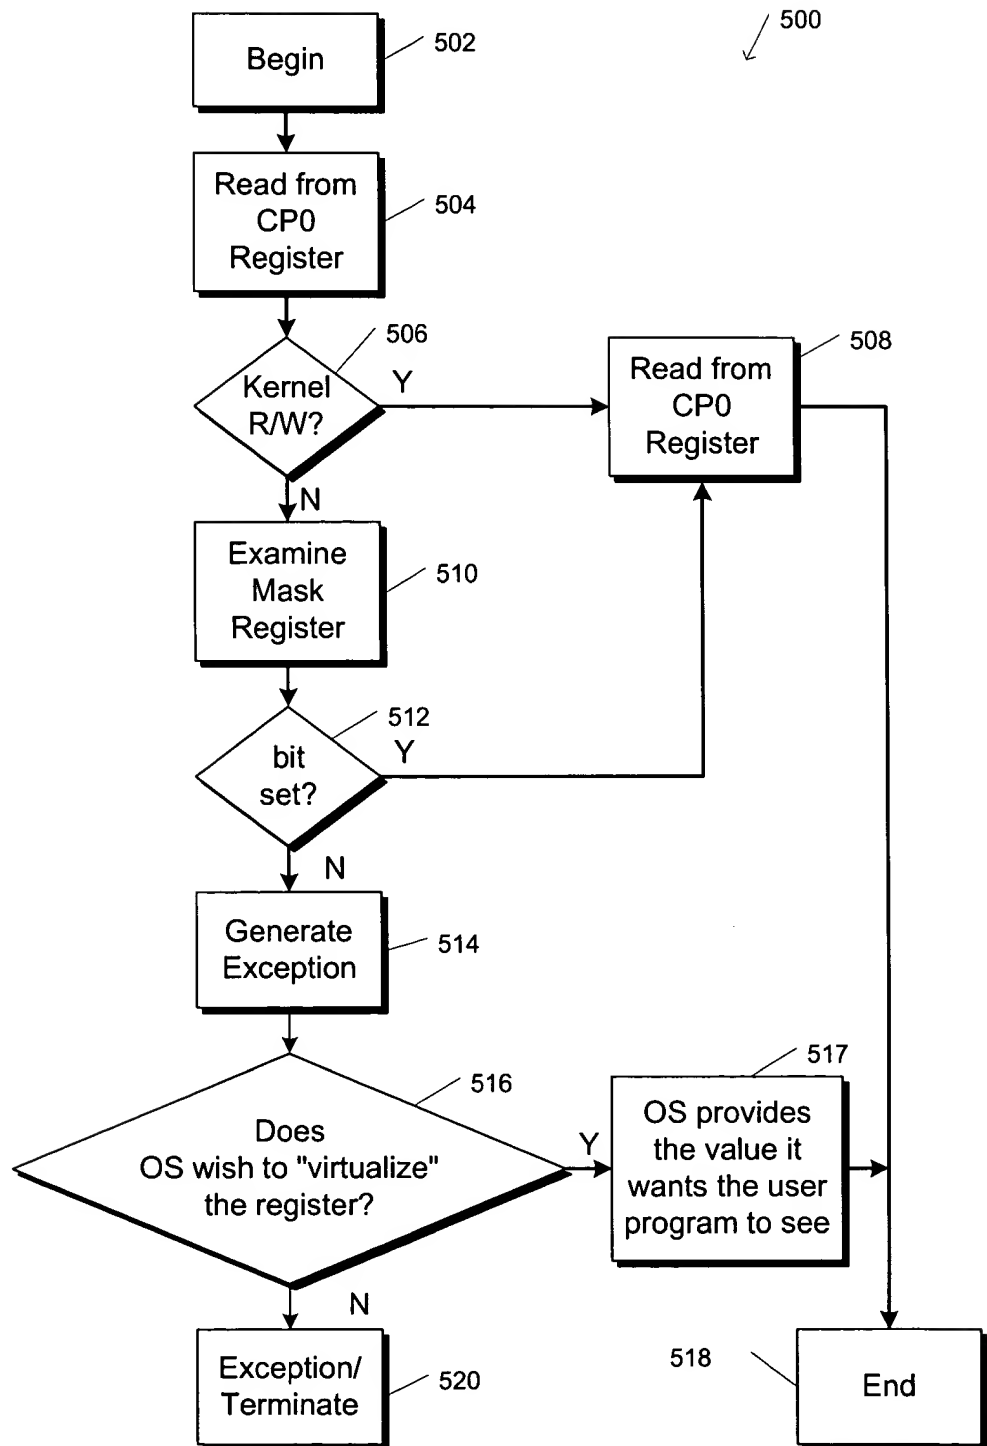 500
Begin
502
Read from
CP0
Register
504
Kernel
R/W?
506
Y
N
Read from
CP0
Register
508
Examine
Mask
Register
510
bit
set?
512
Y
N
Generate
Exception
514
Does
OS wish to "virtualize"
the register?
516
Y
N
OS provides
the value it
wants the user
program to see
517
Exception/
Terminate
520
End
518